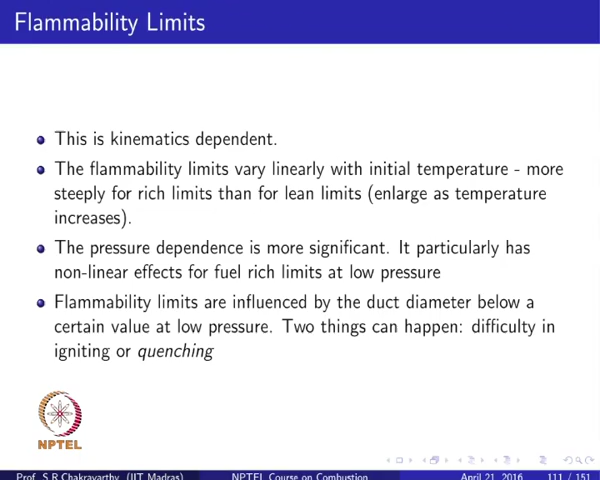 Flammability Limits
This is kinematics dependent.
The flammability limits vary linearly with initial temperature - more
steeply for rich limits than for lean limits (enlarge as temperature
increases).
The pressure dependence is more significant. It particularly has
non-linear effects for fuel rich limits at low pressure
Flammability limits are influenced by the duct diameter below a
certain value at low pressure. Two things can happen: difficulty in
igniting or quenching
NPTEL
Prof. S R Chakravarthy (IIT Madras) NPTEL Course on Combustion April 21, 2016 111 / 151